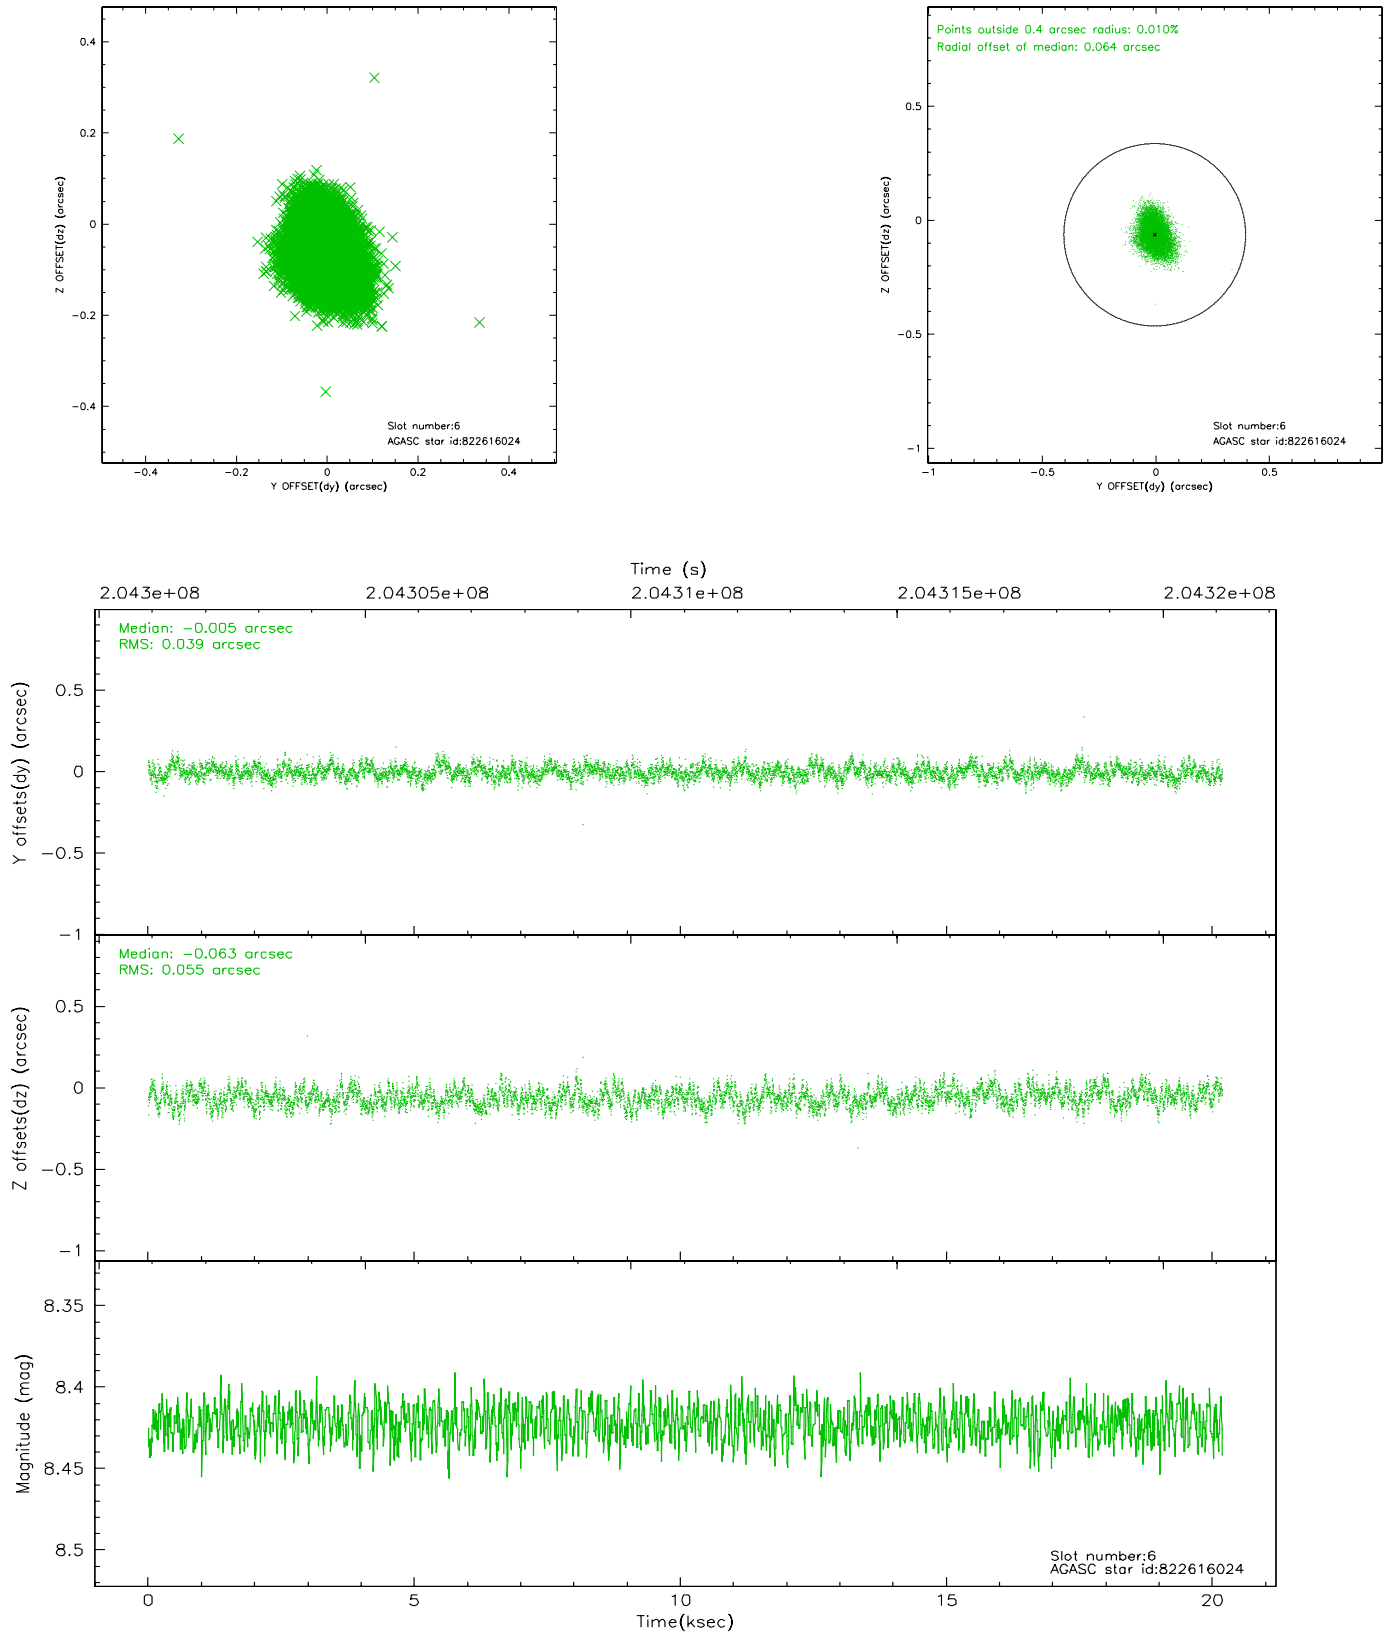 0.4
0.2
0
-0.2
-0.4
Z OFFSET(dz) (arcsec)
Slot number:6
AGASC star id:822616024
-0.4 -0.2 0 0.2 0.4
Y OFFSET(dy) (arcsec)
Points outside 0.4 arcsec radius: 0.010%
Radial offset of median: 0.064 arcsec
0.5
0
-0.5
-1
Z OFFSET(dz) (arcsec)
Slot number:6
AGASC star id:822616024
-1 -0.5 0 0.5
Y OFFSET(dy) (arcsec)
Time (s)
2.043e+08 2.04305e+08 2.0431e+08 2.04315e+08 2.0432e+08
Median: -0.005 arcsec
RMS: 0.039 arcsec
0.5
0
-0.5
-1
Y offsets(dy) (arcsec)
Median: -0.063 arcsec
RMS: 0.055 arcsec
0.5
0
-0.5
-1
Z offsets(dz) (arcsec)
8.35
8.4
8.45
8.5
Magnitude (mag)
Slot number:6
AGASC star id:822616024
0 5 10 15 20
Time(ksec)